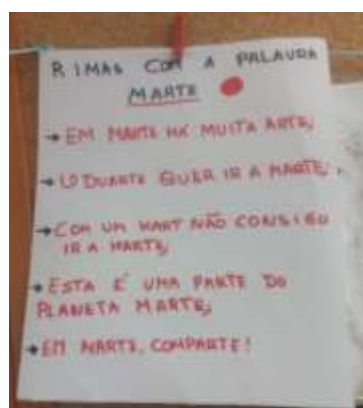 RIMAS COM A PALAVRA
MARTE
→ EM MARTE HÁ MUITA ARTE;
→ O DUARTE QUER IR A MARTE;
→ COM UM KART NÃO CONSIGO
IR A MARTE;
→ ESTA É UMA PARTE DO
PLANETA MARTE;
→ EM MARTE, COMPARTE!